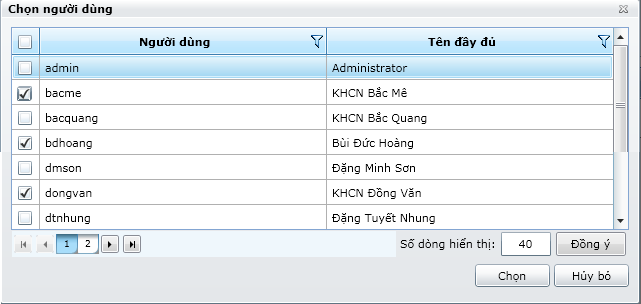 Chọn người dùng
Người dùng Tên đầy đủ
admin Administrator
bacme KHCN Bắc Mê
bacquang KHCN Bắc Quang
bdhoang Bùi Đức Hoàng
dmson Đặng Minh Sơn
dongvan KHCN Đồng Văn
dtnhung Đặng Tuyết Nhung
1 2 Số dòng hiển thị: 40 Đồng ý
Chọn Hủy bỏ